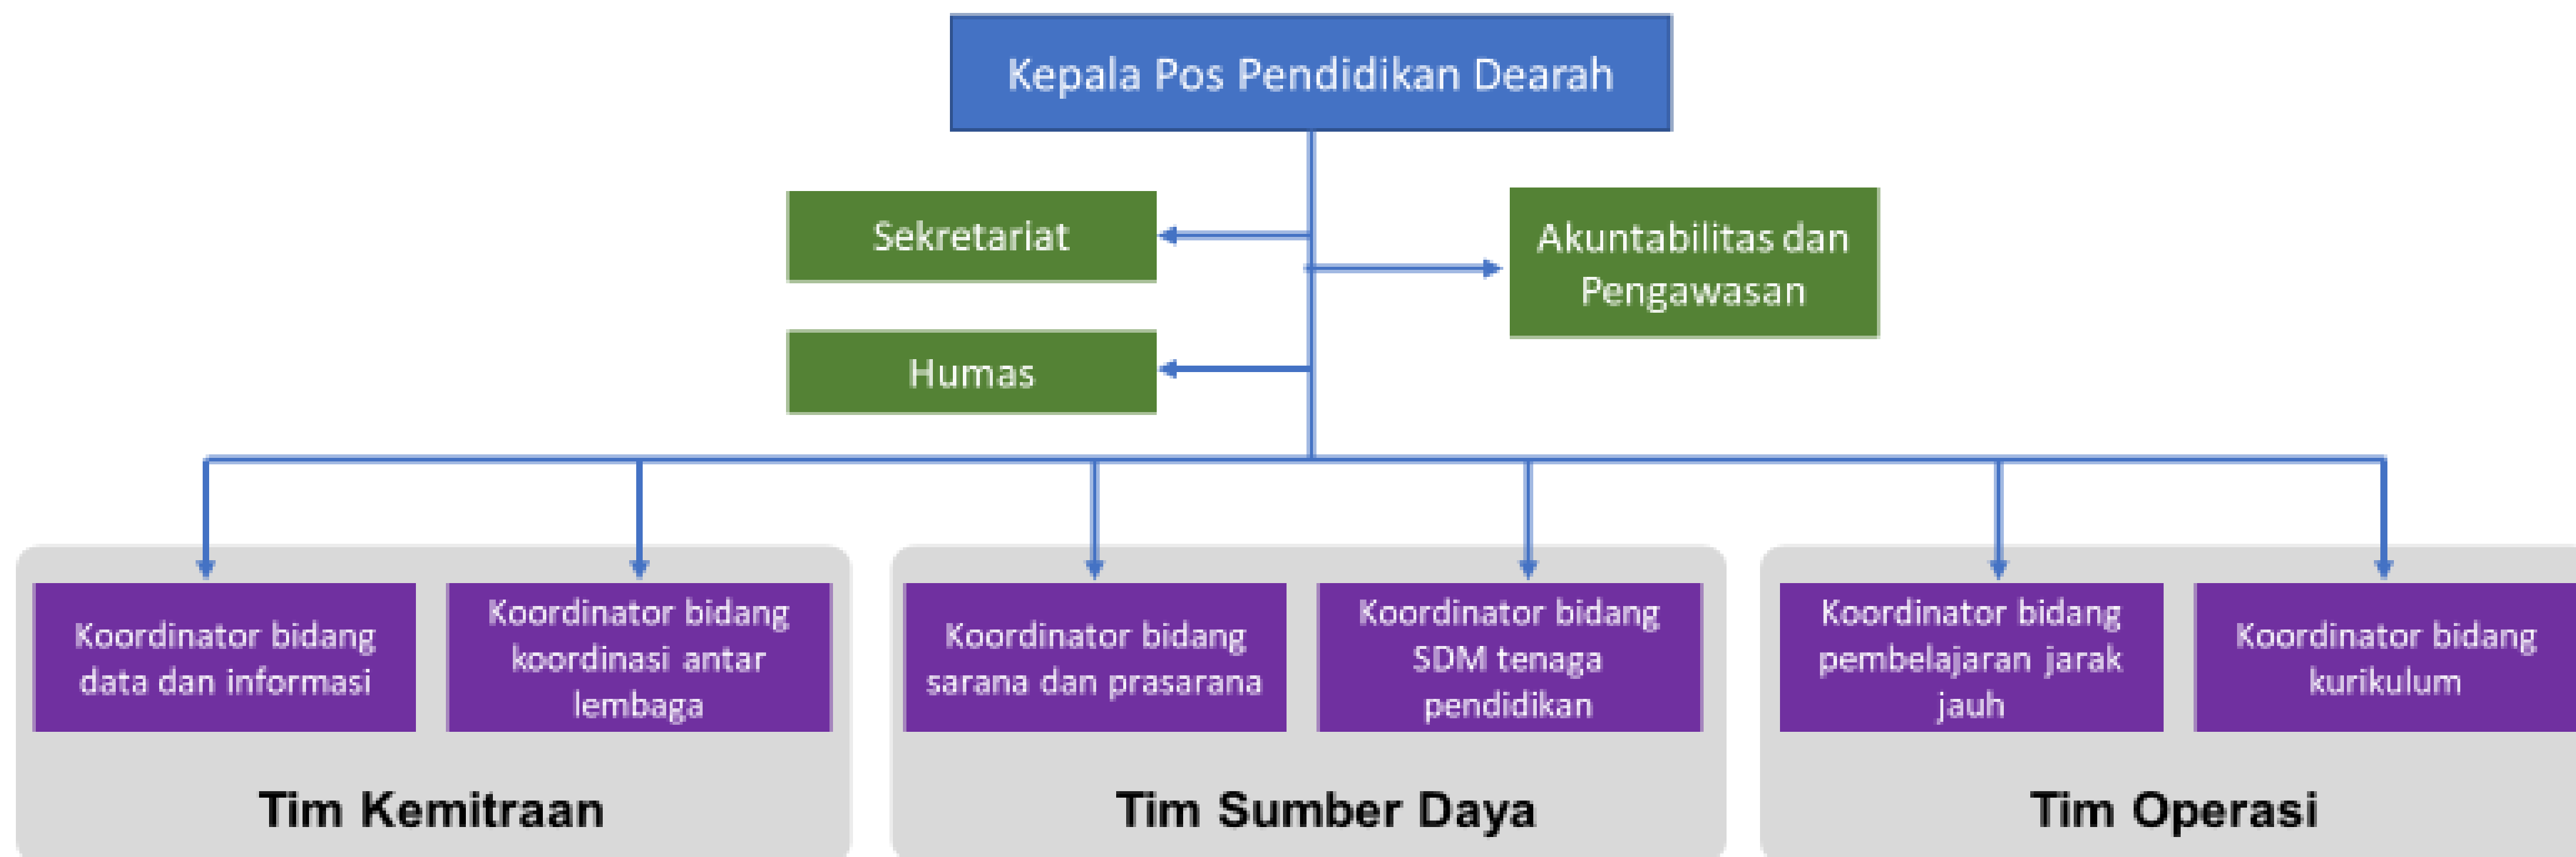 Kepala Pos Pendidikan Dearah
Sekretariat
Akuntabilitas dan
Pengawasan
Humas
Koordinator bidang
data dan informasi
Koordinator bidang
koordinasi antar
lembaga
Koordinator bidang
sarana dan prasarana
Koordinator bidang
SDM tenaga
pendidikan
Koordinator bidang
pembelajaran jarak
jauh
Koordinator bidang
kurikulum
Tim Kemitraan
Tim Sumber Daya
Tim Operasi